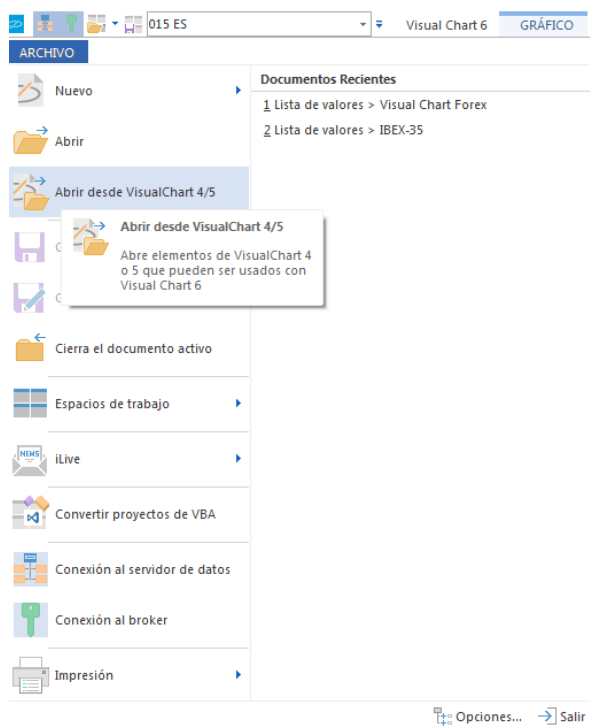 015 ES
Visual Chart 6
GRÁFICO
ARCHIVO
Nuevo
Abrir
Abrir desde VisualChart 4/5
Abrir desde VisualChart 4/5
Abre elementos de VisualChart 4
o 5 que pueden ser usados con
Visual Chart 6
G
G
Cierra el documento activo
Espacios de trabajo
NEWS
iLive
Convertir proyectos de VBA
Conexión al servidor de datos
Conexión al broker
Impresión
Documentos Recientes
1 Lista de valores > Visual Chart Forex
2 Lista de valores > IBEX-35
Opciones...
Salir